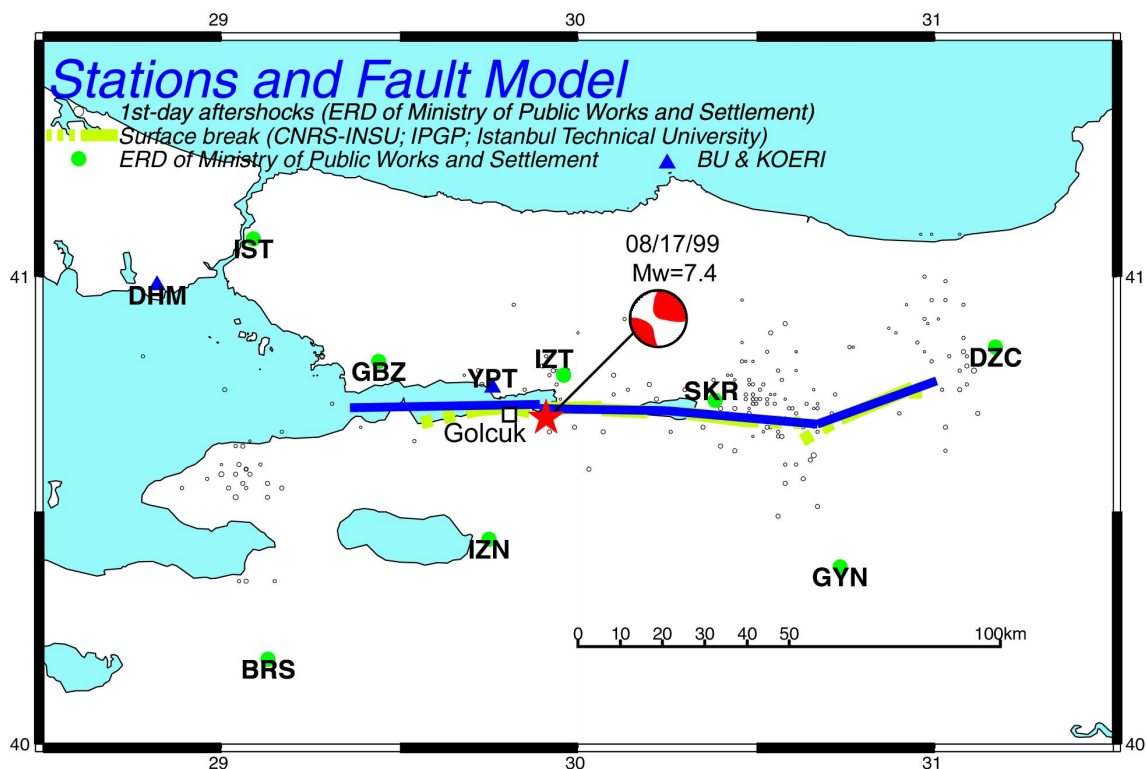 29 30 31
Stations and Fault Model
1st-day aftershocks (ERD of Ministry of Public Works and Settlement)
Surface break (CNRS-INSU; IPGP; Istanbul Technical University)
ERD of Ministry of Public Works and Settlement BU & KOERI
IST
08/17/99
Mw=7.4
41 41
DHM
IZT
DZC
GBZ
YPT
SKR
Golcuk
IZN
GYN
0 10 20 30 40 50 100km
BRS
40 40
29 30 31